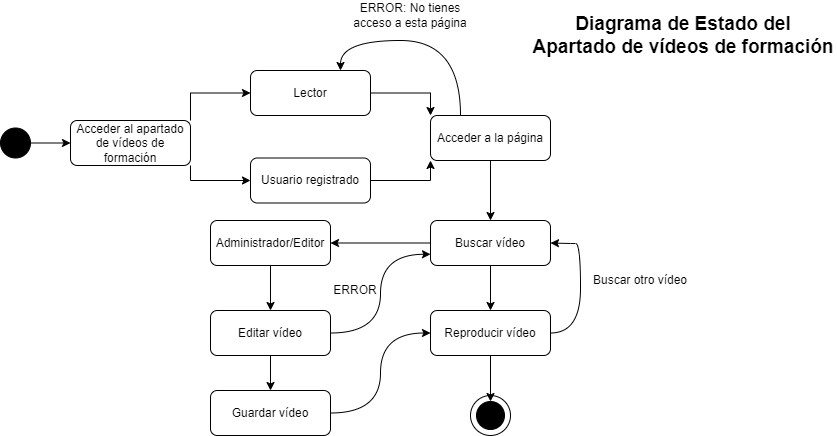 ERROR: No tienes
acceso a esta página
Diagrama de Estado del
Apartado de vídeos de formación
Lector
Acceder al apartado
de vídeos de
formación
Acceder a la página
Usuario registrado
Administrador/Editor
Buscar vídeo
ERROR
Buscar otro vídeo
Editar vídeo
Reproducir vídeo
Guardar vídeo